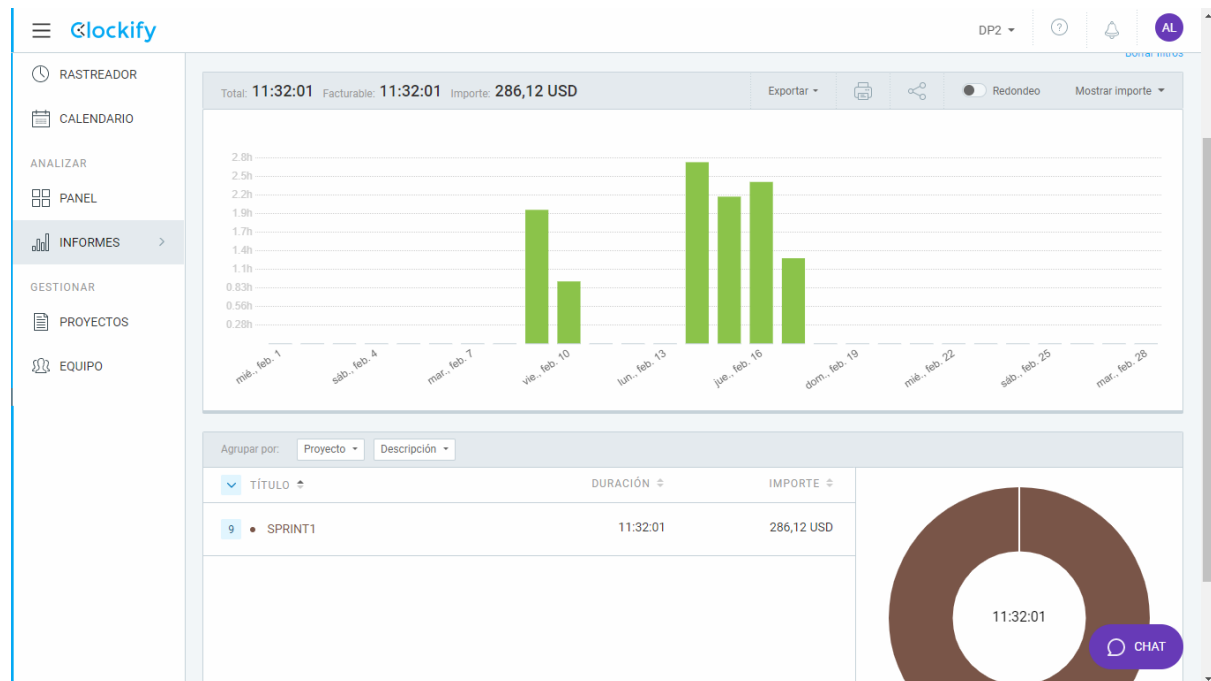 Clockify
DP2
AL
RASTREADOR
CALENDARIO
ANALIZAR
PANEL
INFORMES
GESTIONAR
PROYECTOS
EQUIPO
Borrar filtros
Total: 11:32:01 Facturable: 11:32:01 Importe: 286,12 USD
Exportar
Redondeo
Mostrar importe
2.8h
2.5h
2.2h
1.9h
1.7h
1.4h
1.1h
0.83h
0.56h
0.28h
mié., feb. 1
sáb., feb. 4
mar., feb. 7
vie., feb. 10
lun., feb. 13
jue., feb. 16
dom., feb. 19
mié., feb. 22
sáb., feb. 25
mar., feb. 28
Agrupar por: Proyecto Descripción
TÍTULO DURACIÓN IMPORTE
9 SPRINT1 11:32:01 286,12 USD
11:32:01
CHAT